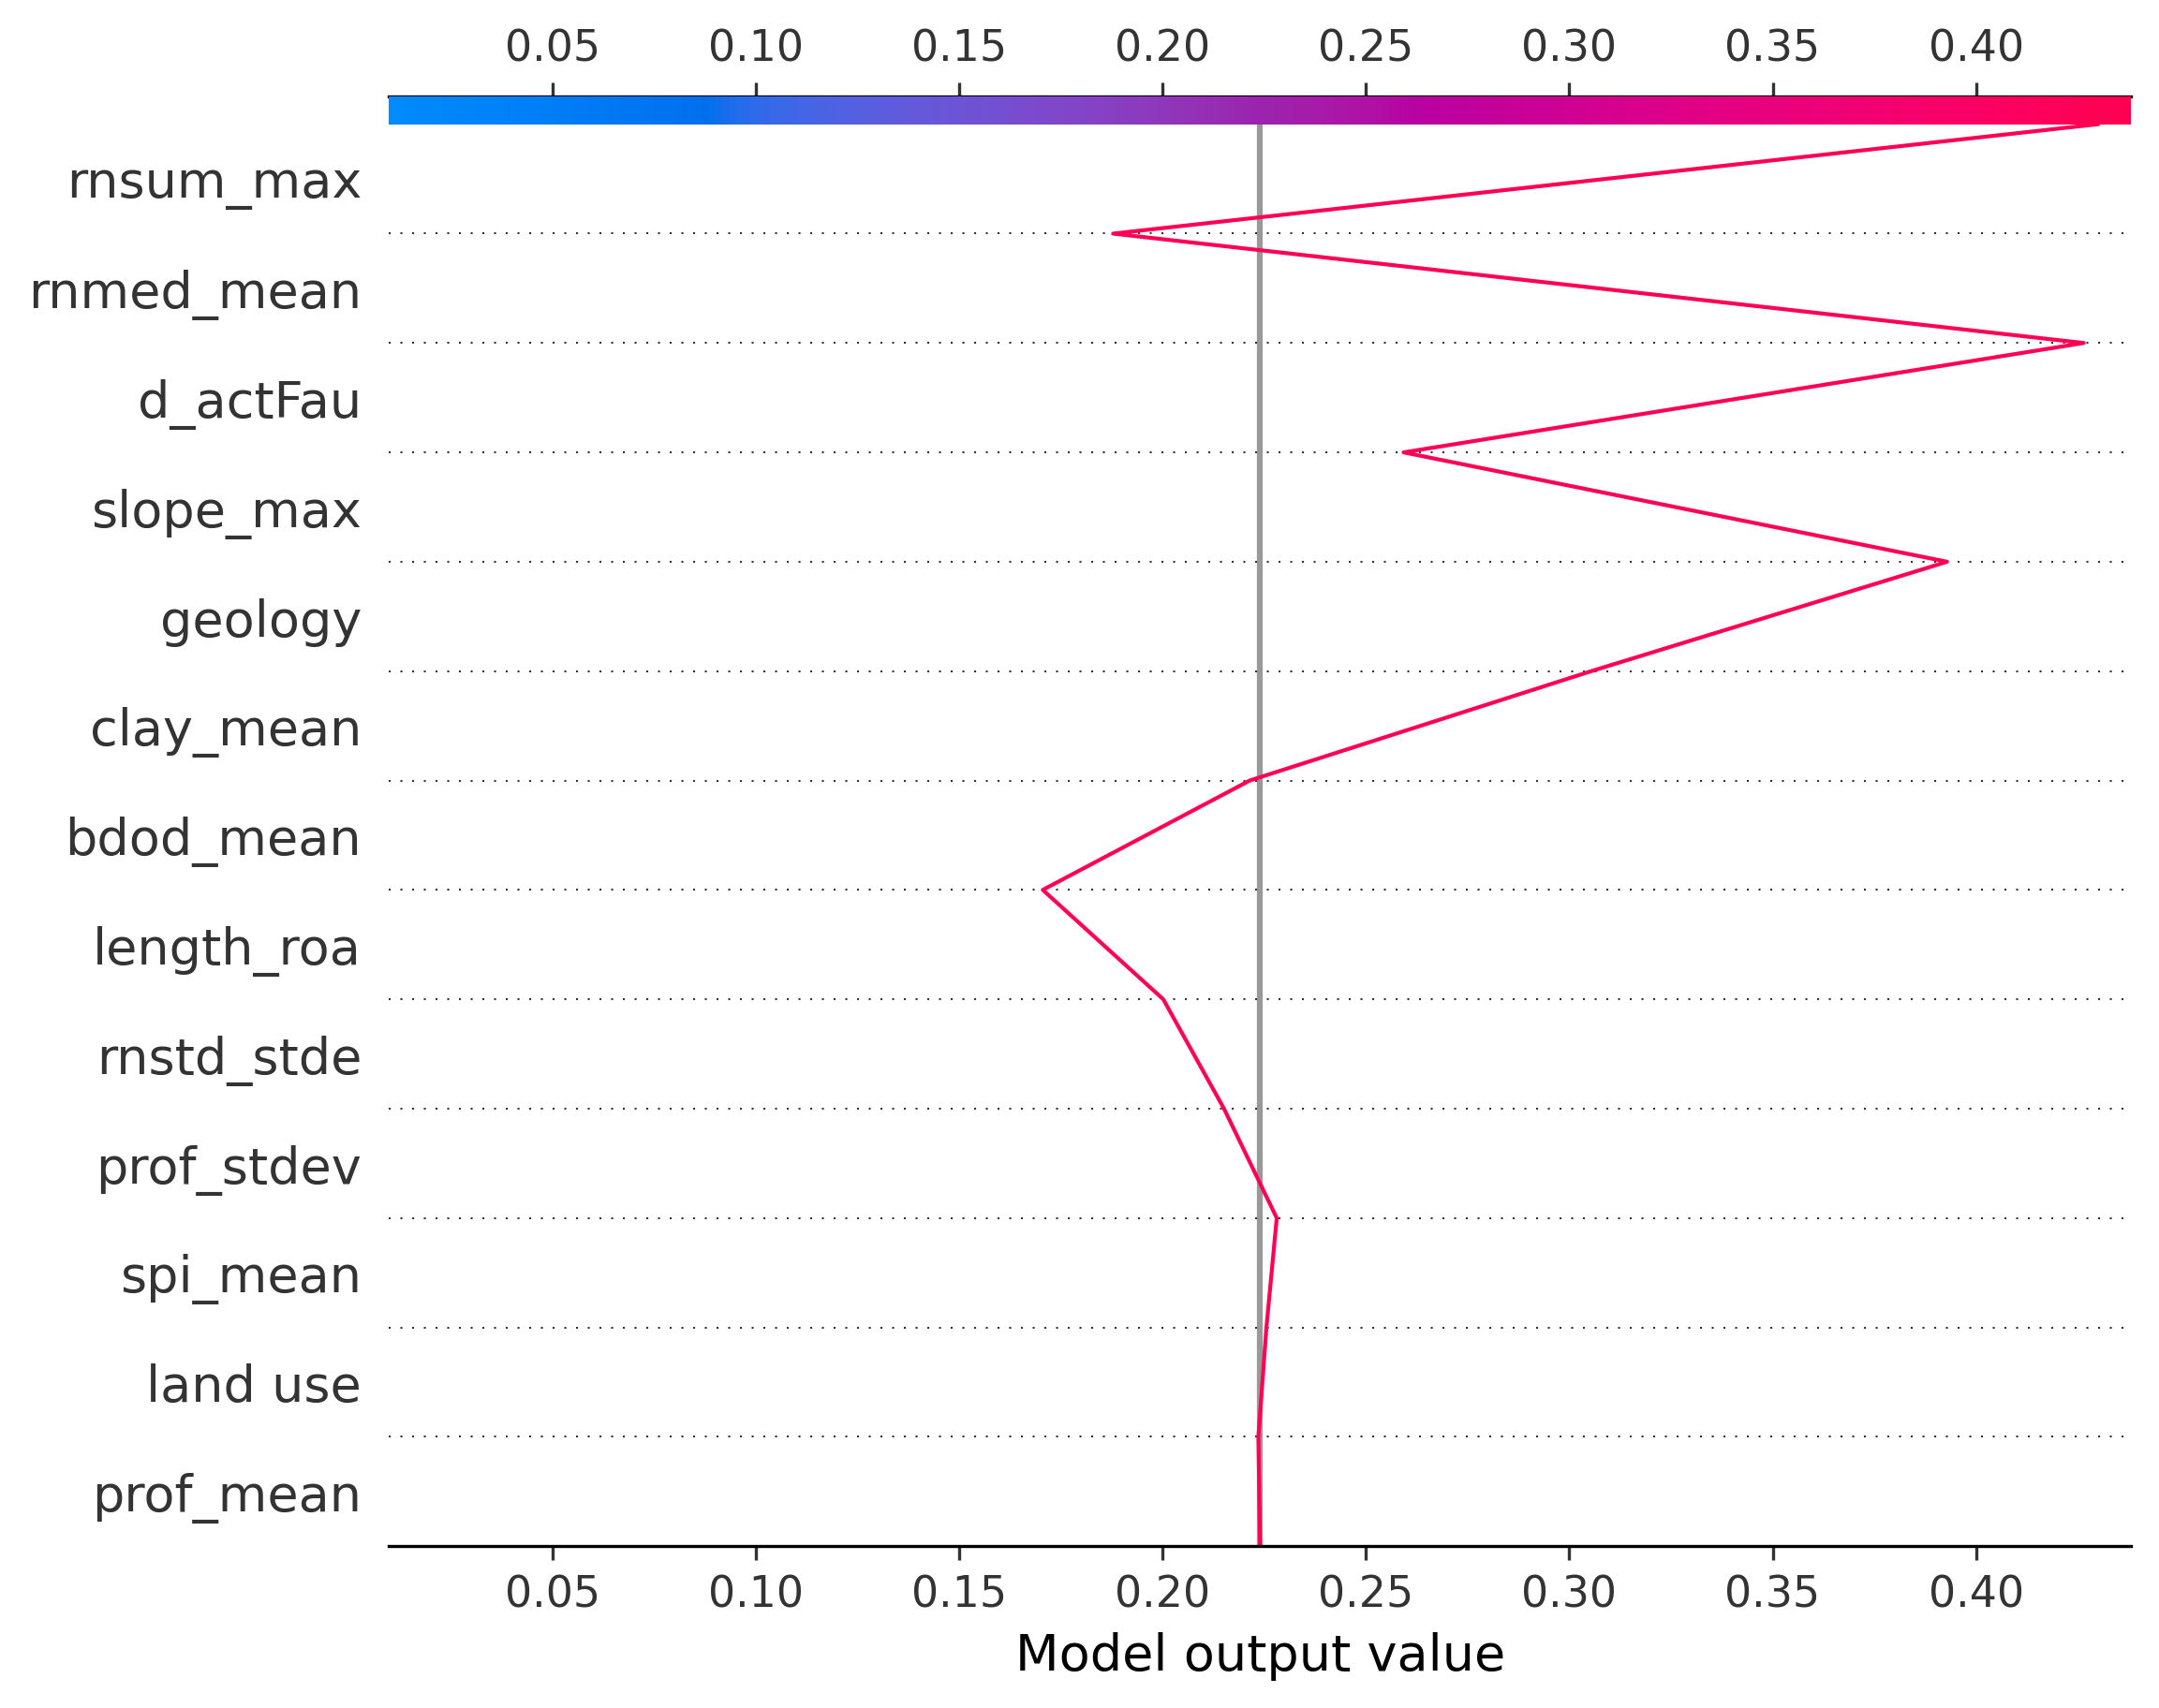 0.05 0.10 0.15 0.20 0.25 0.30 0.35 0.40
rnsum_max
rnmed_mean
d_actFau
slope_max
geology
clay_mean
bdod_mean
length_roa
rnstd_stde
prof_stdev
spi_mean
land use
prof_mean
0.05 0.10 0.15 0.20 0.25 0.30 0.35 0.40
Model output value